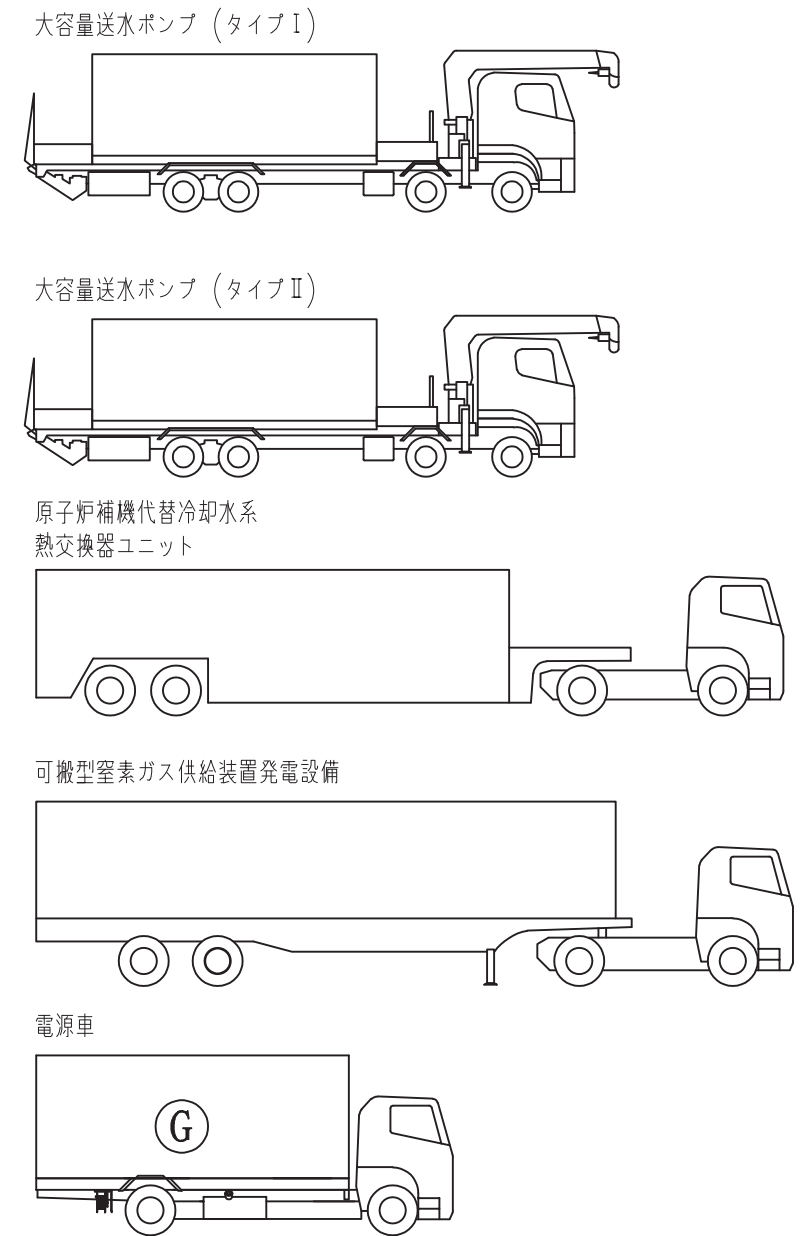 大容量送水ポンプ（タイプⅠ）
大容量送水ポンプ（タイプⅡ）
原子炉補機代替冷却水系
熱交換器ユニット
可搬型窒素ガス供給装置発電設備
電源車
G